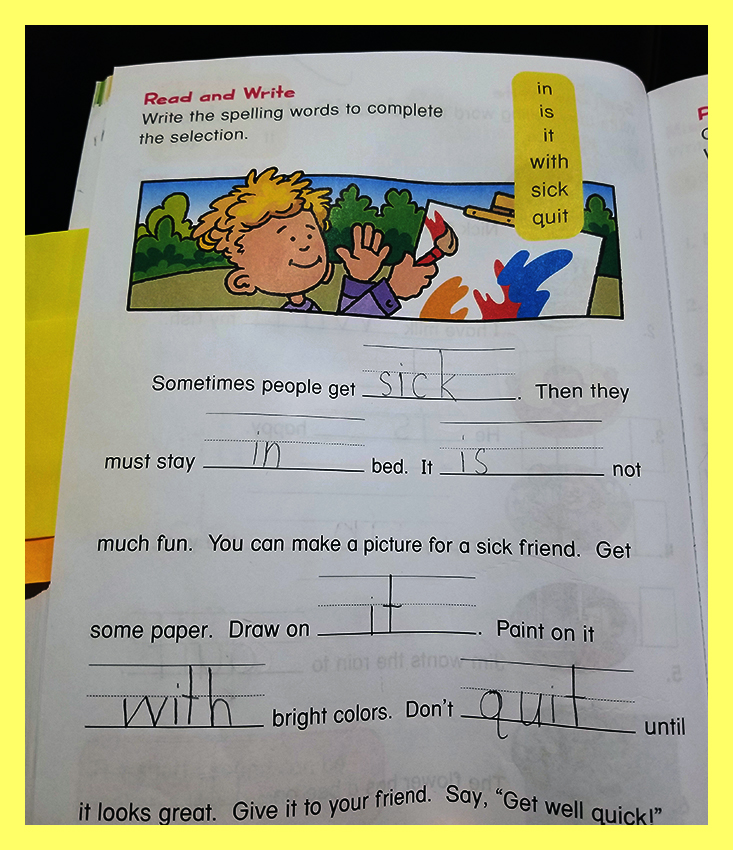 Read and Write
Write the spelling words to complete
the selection.
in
is
it
with
sick
quit
Sometimes people get sick. Then they
must stay in bed. It is not
much fun. You can make a picture for a sick friend. Get
some paper. Draw on it. Paint on it
with bright colors. Don't quit until
it looks great. Give it to your friend. Say, “Get well quick!”